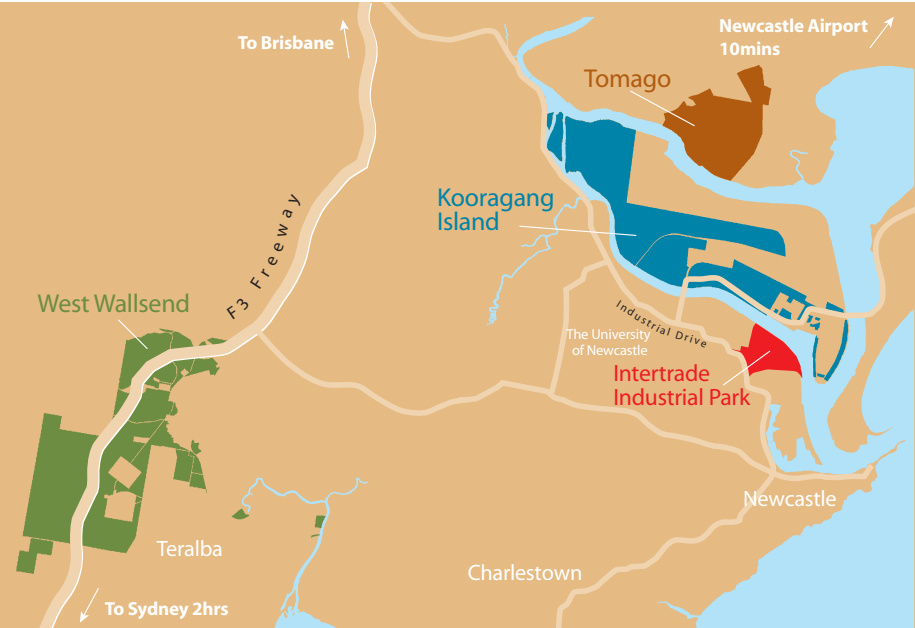 Newcastle Airport
10mins
To Brisbane
Tomago
Kooragang
Island
F3 Freeway
West Wallsend
Industrial Drive
The University
of Newcastle
Intertrade
Industrial Park
Newcastle
Teralba
Charlestown
To Sydney 2hrs